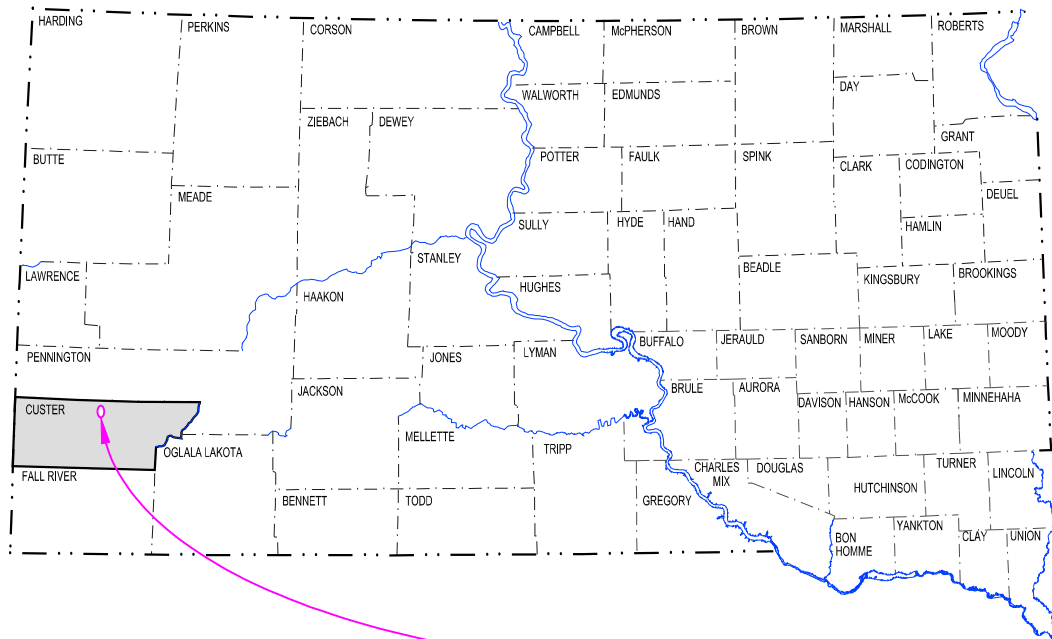 HARDING
PERKINS
CORSON
CAMPBELL
McPHERSON
BROWN
MARSHALL
ROBERTS
WALWORTH
EDMUNDS
DAY
ZIEBACH
DEWEY
GRANT
BUTTE
POTTER
FAULK
SPINK
CLARK
CODINGTON
MEADE
DEUEL
SULLY
HYDE
HAND
HAMLIN
STANLEY
LAWRENCE
BEADLE
KINGSBURY
BROOKINGS
HAAKON
HUGHES
PENNINGTON
JONES
LYMAN
BUFFALO
JERAULD
SANBORN
MINER
LAKE
MOODY
JACKSON
BRULE
AURORA
CUSTER
DAVISON
HANSON
McCOOK
MINNEHAHA
OGLALA LAKOTA
MELLETTE
TRIPP
FALL RIVER
CHARLES
MIX
DOUGLAS
TURNER
LINCOLN
HUTCHINSON
BENNETT
TODD
GREGORY
YANKTON
BON
HOMME
CLAY
UNION